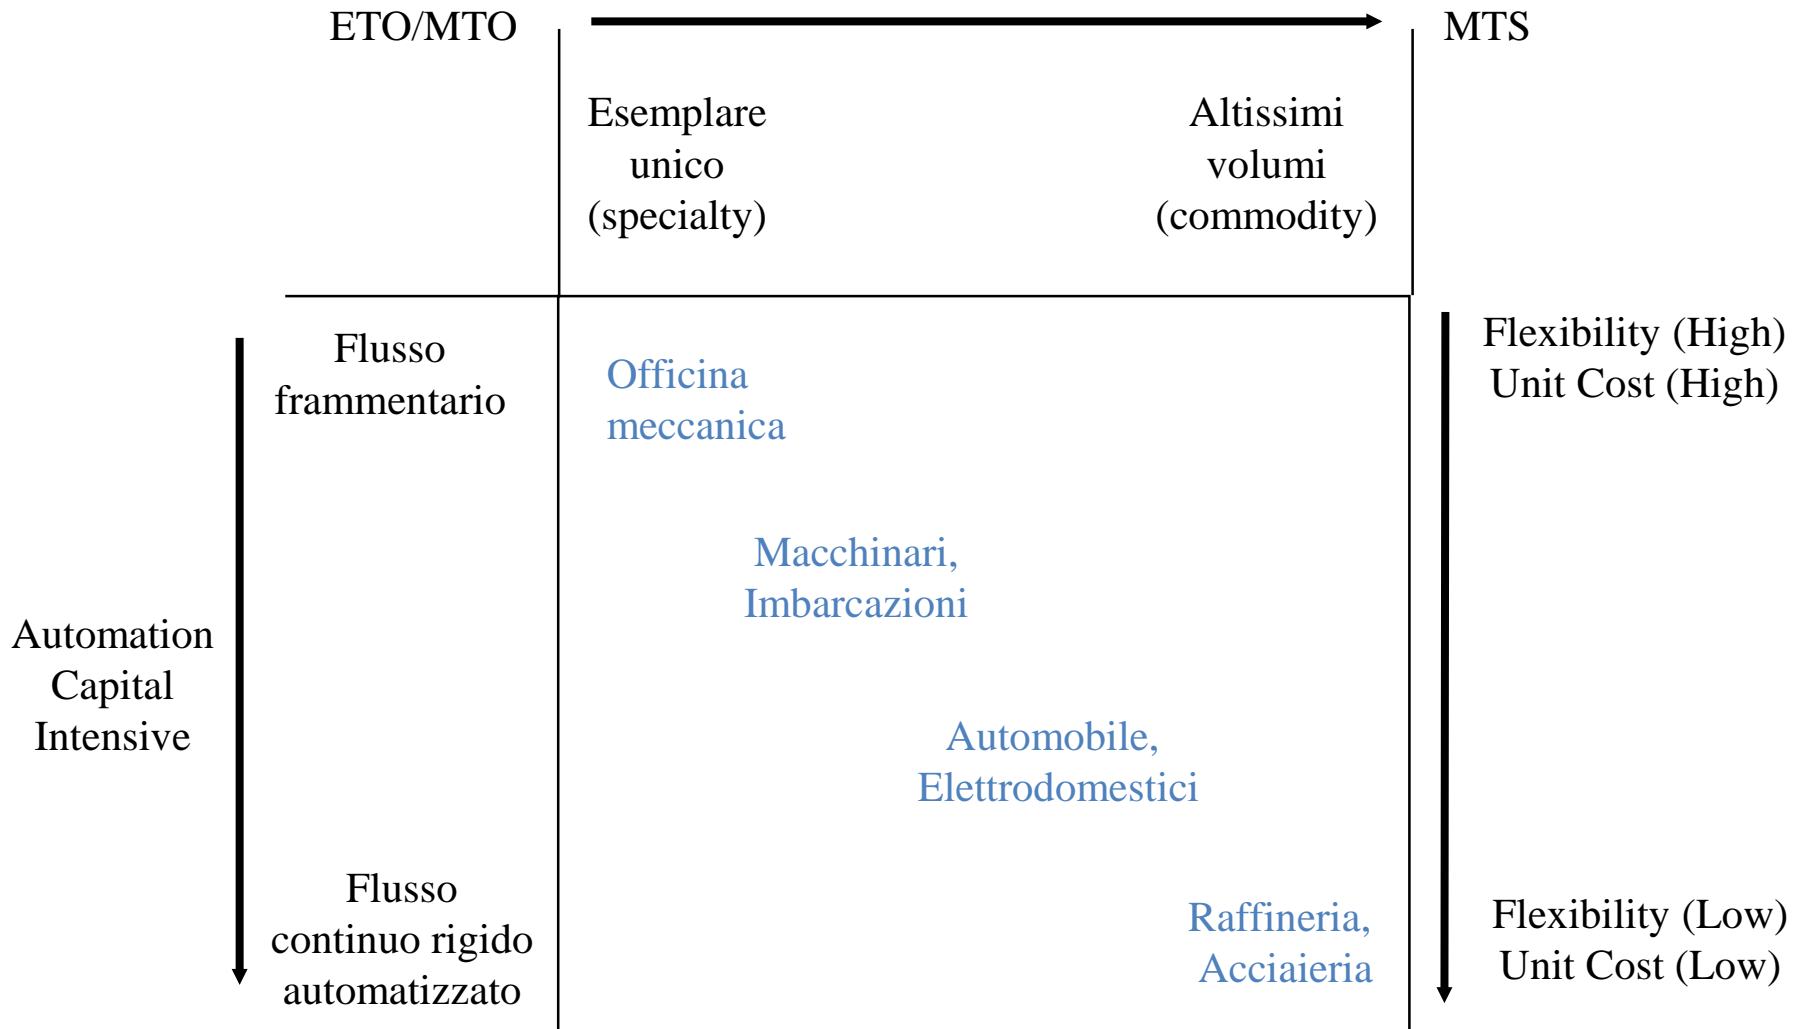 ETO/MTO
MTS
Esemplare
unico
(specialty)
Altissimi
volumi
(commodity)
Flusso
frammentario
Officina
meccanica
Flexibility (High)
Unit Cost (High)
Macchinari,
Imbarcazioni
Automation
Capital
Intensive
Automobile,
Elettrodomestici
Flusso
continuo rigido
automatizzato
Raffineria,
Acciaieria
Flexibility (Low)
Unit Cost (Low)